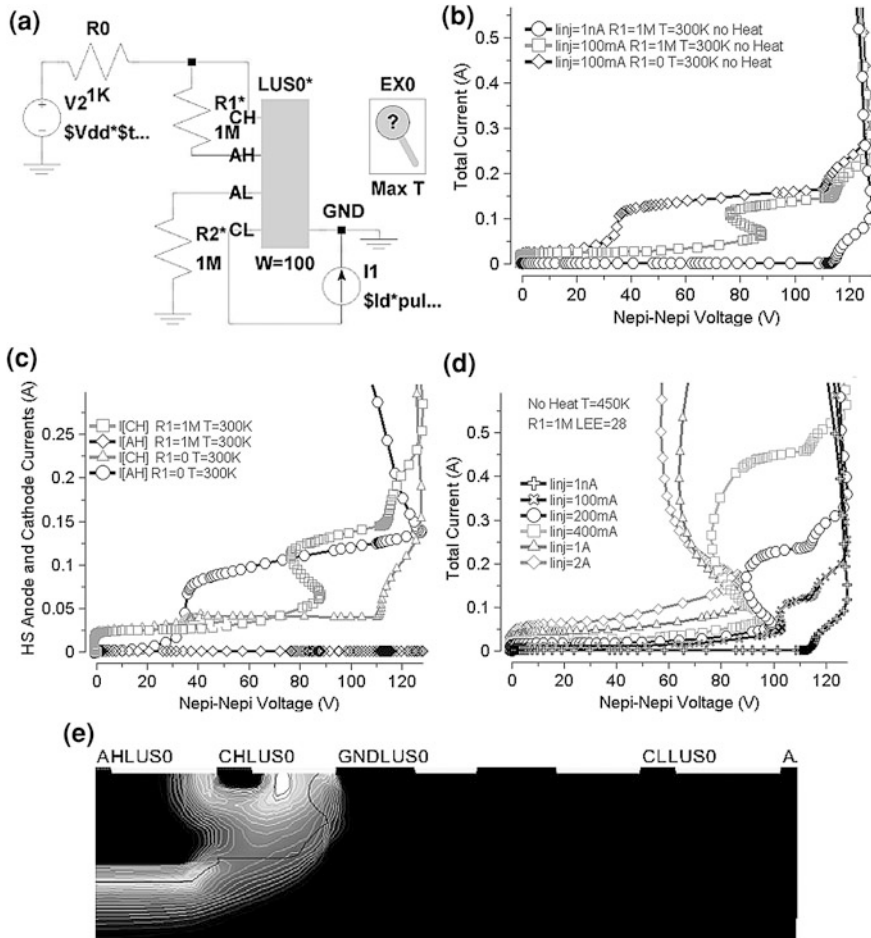 (a)
R0
1K
V2
$Vdd*$t...
R1*
1M
LUS0*
CH
AH
AL
CL
R2*
1M
W=100
EX0
?
Max T
GND
I1
$Id*pul...
(b)
Iinj=1nA R1=1M T=300K no Heat
Iinj=100mA R1=1M T=300K no Heat
Iinj=100mA R1=0 T=300K no Heat
Total Current (A)
0.5
0.4
0.3
0.2
0.1
0
0 20 40 60 80 100 120
Nepi-Nepi Voltage (V)
(c)
I[CH] R1=1M T=300K
I[AH] R1=1M T=300K
I[CH] R1=0 T=300K
I[AH] R1=0 T=300K
HS Anode and Cathode Currents (A)
0.25
0.2
0.15
0.1
0.05
0
0 20 40 60 80 100 120
Nepi-Nepi Voltage (V)
(d)
No Heat T=450K
R1=1M LEE=28
Iinj=1nA
Iinj=100mA
Iinj=200mA
Iinj=400mA
Iinj=1A
Iinj=2A
Total Current (A)
0.5
0.4
0.3
0.2
0.1
0
0 20 40 60 80 100 120
Nepi-Nepi Voltage (V)
(e)
AHLUS0 CHLUS0 GNDLUS0 CLLUS0 A.